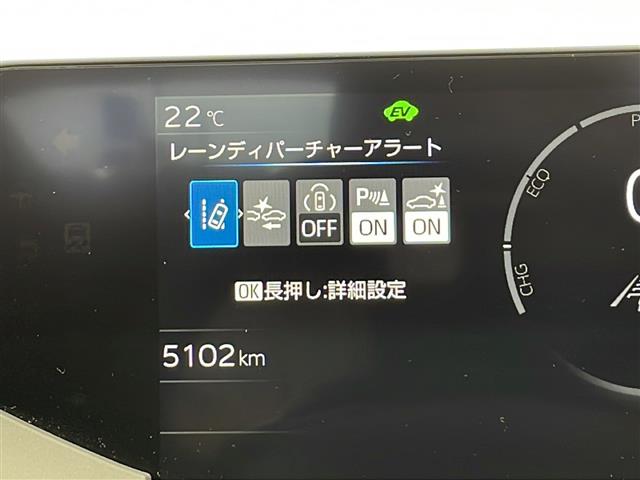 22℃
EV
レーンディパーチャーアラート
OFF
P
ON
ON
OK長押し:詳細設定
5102km
ECO
CHG